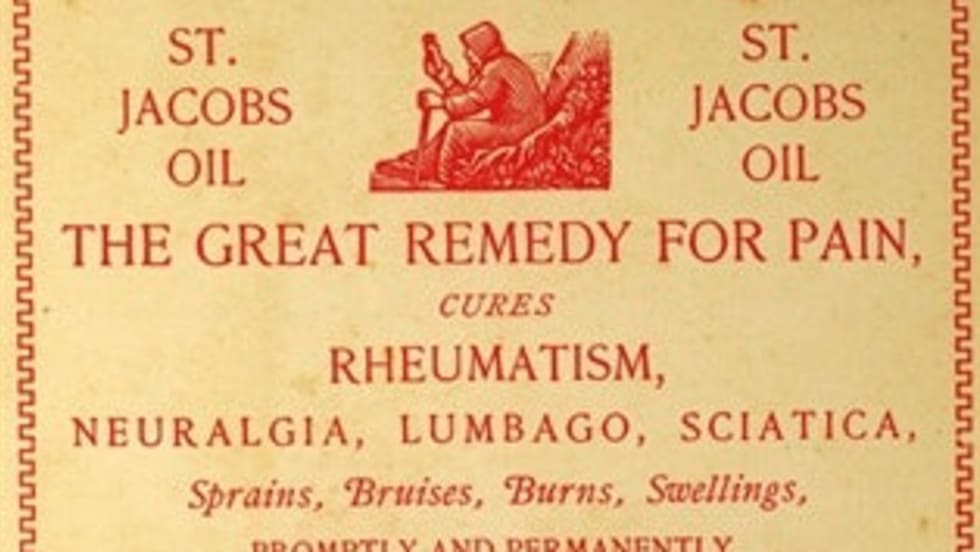 ST.
JACOBS
OIL
ST.
JACOBS
OIL
THE GREAT REMEDY FOR PAIN,
CURES
RHEUMATISM,
NEURALGIA, LUMBAGO, SCIATICA,
Sprains, Bruises, Burns, Swellings,
PROMPTLY AND PERMANENTLY